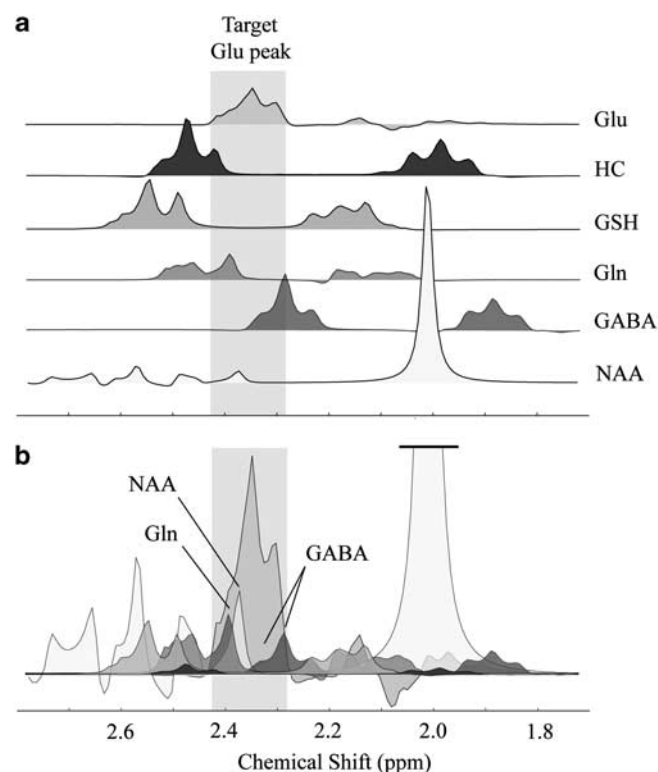 a
Target
Glu peak
Glu
HC
GSH
Gln
GABA
NAA
b
NAA
Gln
GABA
2.6 2.4 2.2 2.0 1.8
Chemical Shift (ppm)